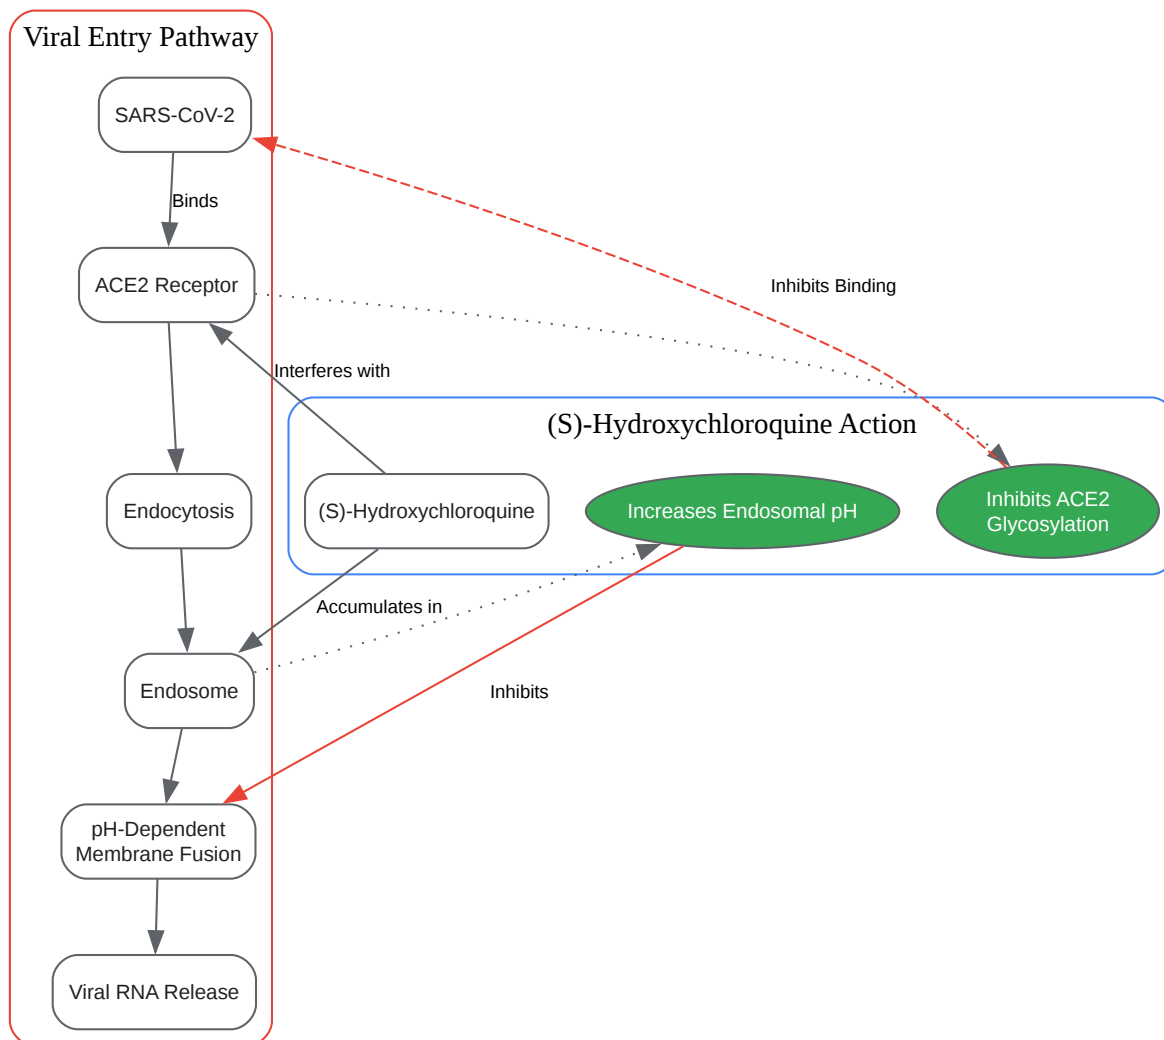 Viral Entry Pathway
SARS-CoV-2
Binds
ACE2 Receptor
Inhibits Binding
Interferes with
(S)-Hydroxychloroquine Action
Endocytosis
(S)-Hydroxychloroquine
Increases Endosomal pH
Inhibits ACE2
Glycosylation
Accumulates in
Endosome
Inhibits
pH-Dependent
Membrane Fusion
Viral RNA Release